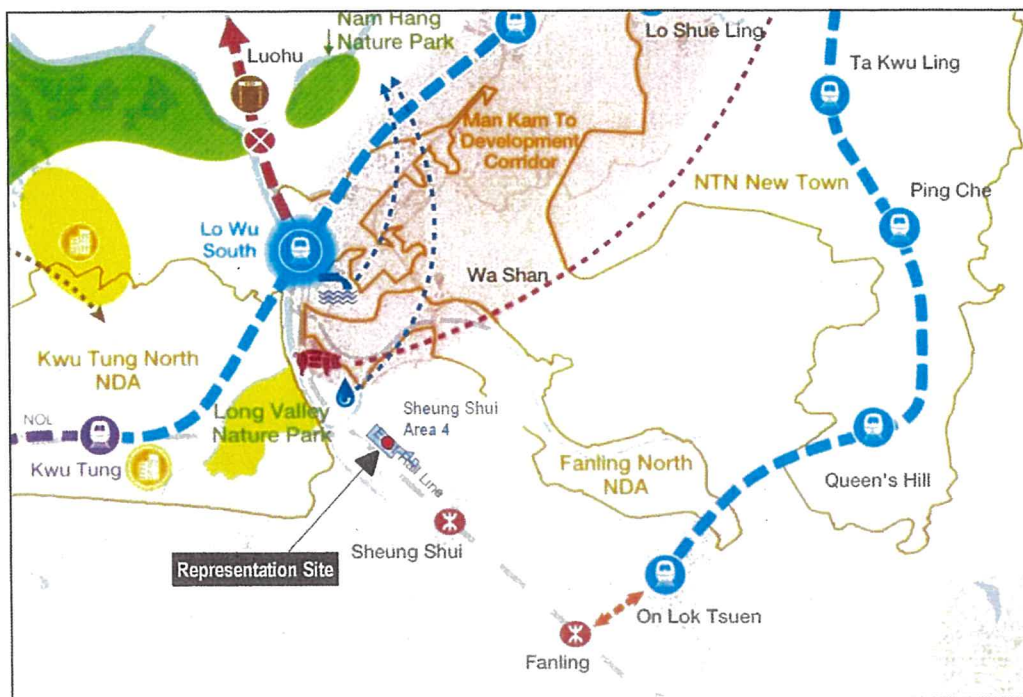 Nam Hang
Nature Park
Lo Shue Ling
Luohu
Ta Kwu Ling
Man Kam To
Development
Corridor
NTN New Town
Ping Che
Lo Wu
South
Wa Shan
Kwu Tung North
NDA
Long Valley
Nature Park
Sheung Shui
Area 4
NOL
Kwu Tung
Rail Line
Fanling North
NDA
Queen's Hill
Sheung Shui
Representation Site
On Lok Tsuen
Fanling